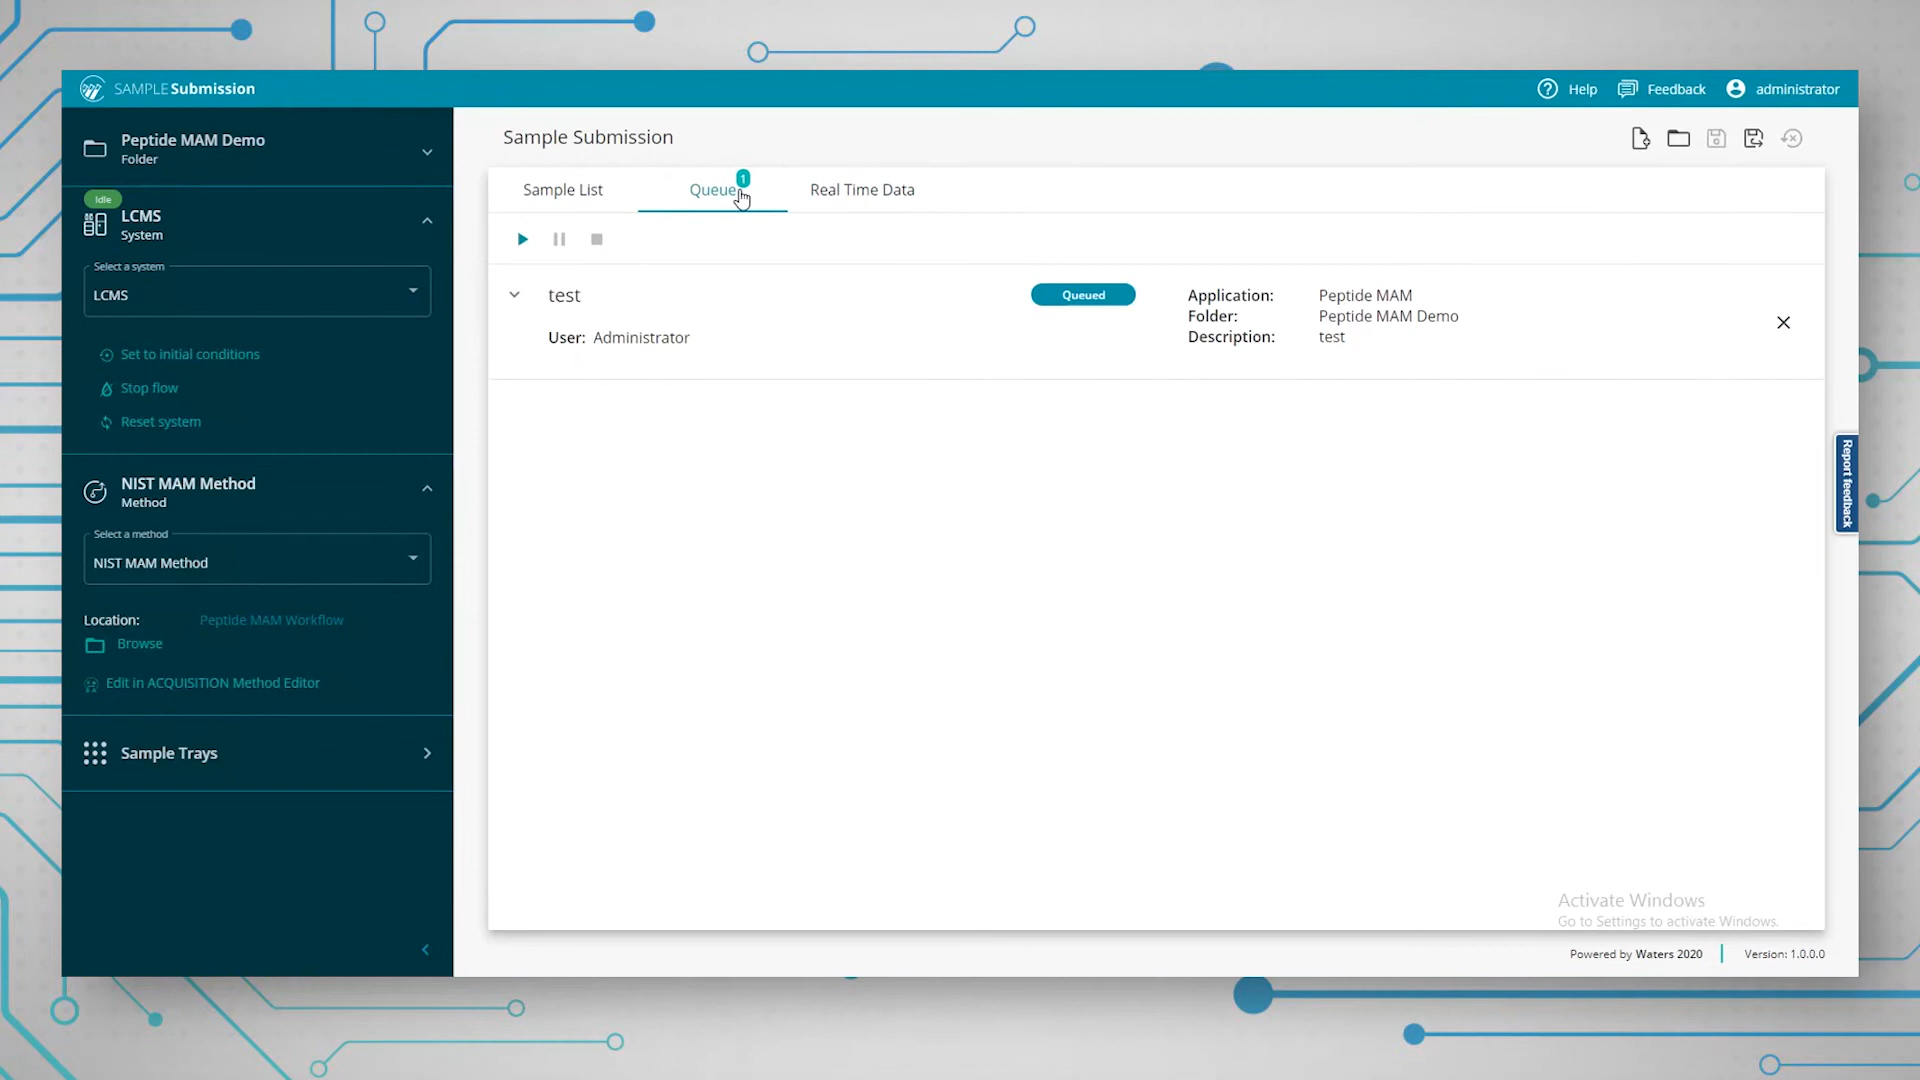 SAMPLE Submission
Help
Feedback
administrator
Peptide MAM Demo
Folder
Idle
LCMS
System
Select a system
LCMS
Set to initial conditions
Stop flow
Reset system
NIST MAM Method
Method
Select a method
NIST MAM Method
Location: Peptide MAM Workflow
Browse
Edit in ACQUISITION Method Editor
Sample Trays
Sample Submission
Sample List
Queue
1
Real Time Data
test
Queued
User: Administrator
Application: Peptide MAM
Folder: Peptide MAM Demo
Description: test
Report feedback
Activate Windows
Go to Settings to activate Windows.
Powered by Waters 2020
Version: 1.0.0.0